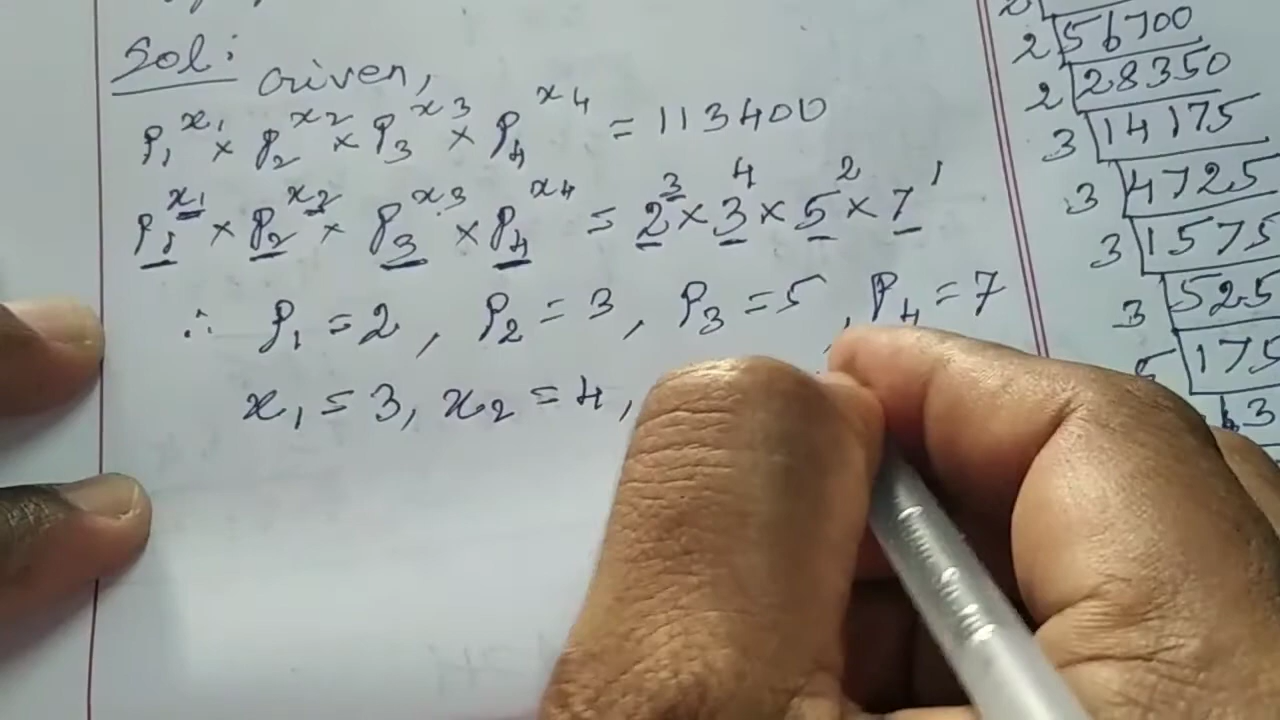 Sol:
Given,
p₁^x₁ × p₂^x₂ × p₃^x₃ × p₄^x₄ = 113400
p₁^x₁ × p₂^x₂ × p₃^x₃ × p₄^x₄ = 2^3 × 3^4 × 5^2 × 7^1
∴ p₁ = 2, p₂ = 3, p₃ = 5, p₄ = 7
x₁ = 3, x₂ = 4,
2 56700
2 28350
3 14175
3 4725
3 1575
3 525
5 175